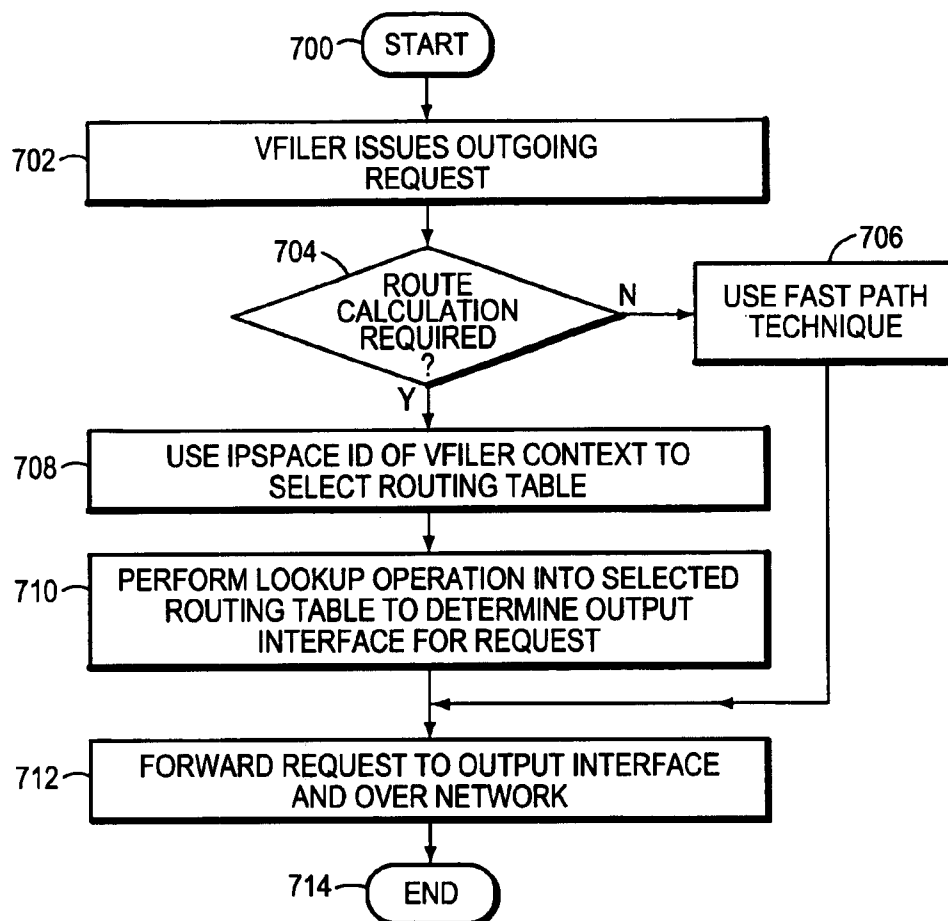 700
START
702
VFILER ISSUES OUTGOING
REQUEST
704
ROUTE
CALCULATION
REQUIRED
?
N
706
USE FAST PATH
TECHNIQUE
Y
708
USE IPSPACE ID OF VFILER CONTEXT TO
SELECT ROUTING TABLE
710
PERFORM LOOKUP OPERATION INTO SELECTED
ROUTING TABLE TO DETERMINE OUTPUT
INTERFACE FOR REQUEST
712
FORWARD REQUEST TO OUTPUT INTERFACE
AND OVER NETWORK
714
END